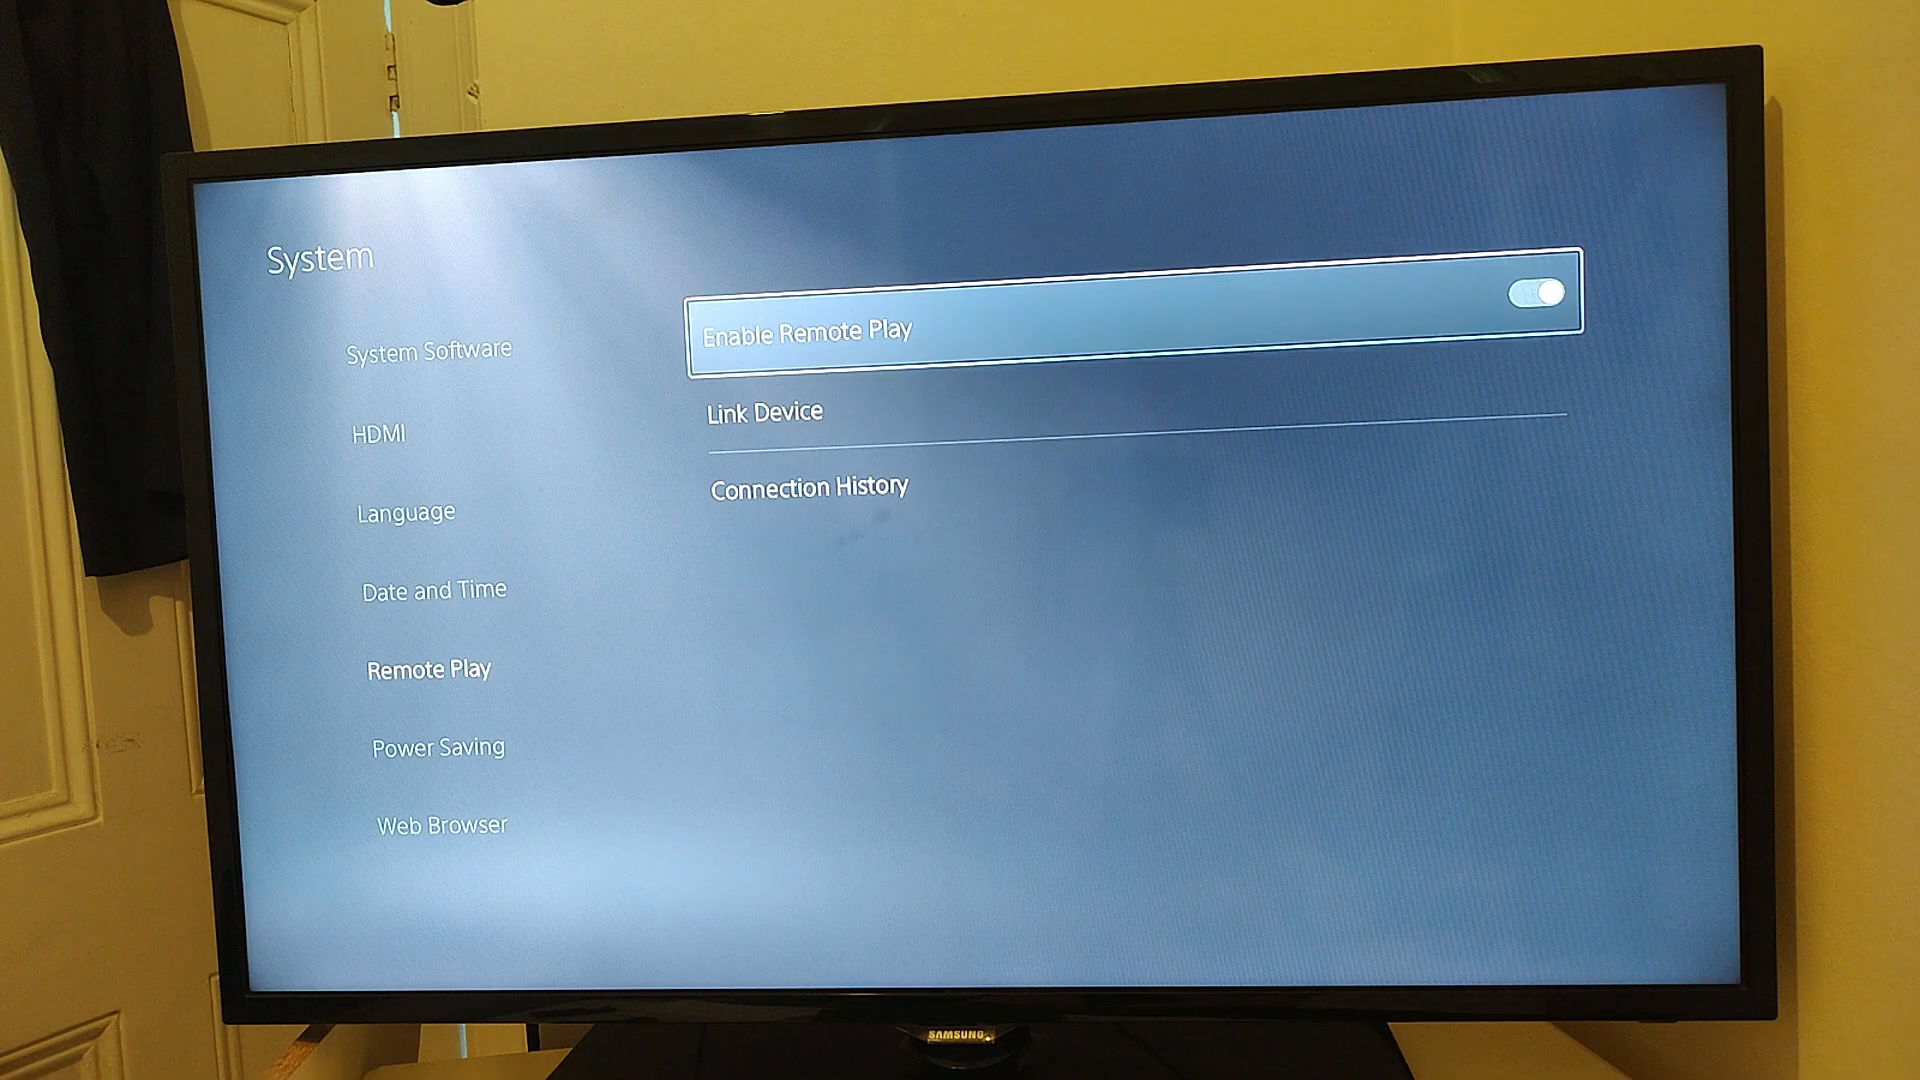 System
System Software
HDMI
Language
Date and Time
Remote Play
Power Saving
Web Browser
Enable Remote Play
Link Device
Connection History
SAMSUNG